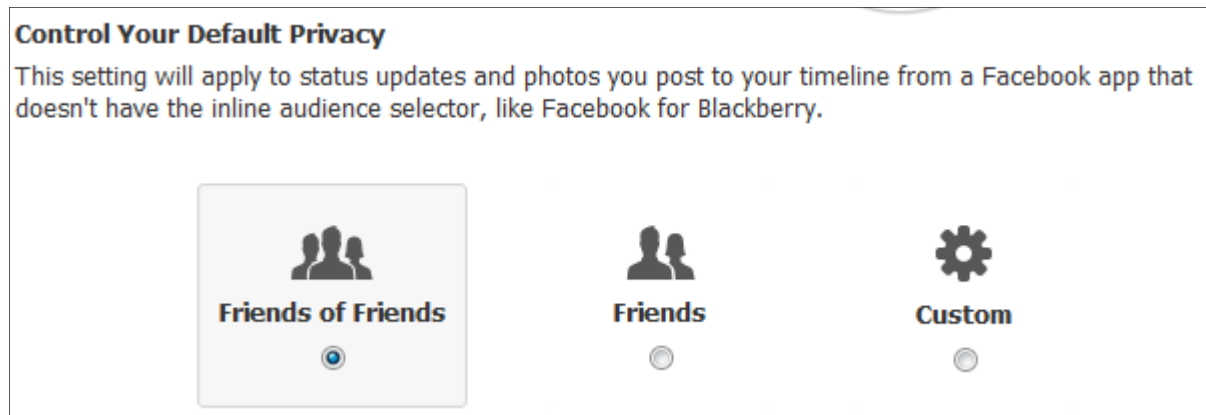 Control Your Default Privacy
This setting will apply to status updates and photos you post to your timeline from a Facebook app that
doesn't have the inline audience selector, like Facebook for Blackberry.
Friends of Friends
Friends
Custom